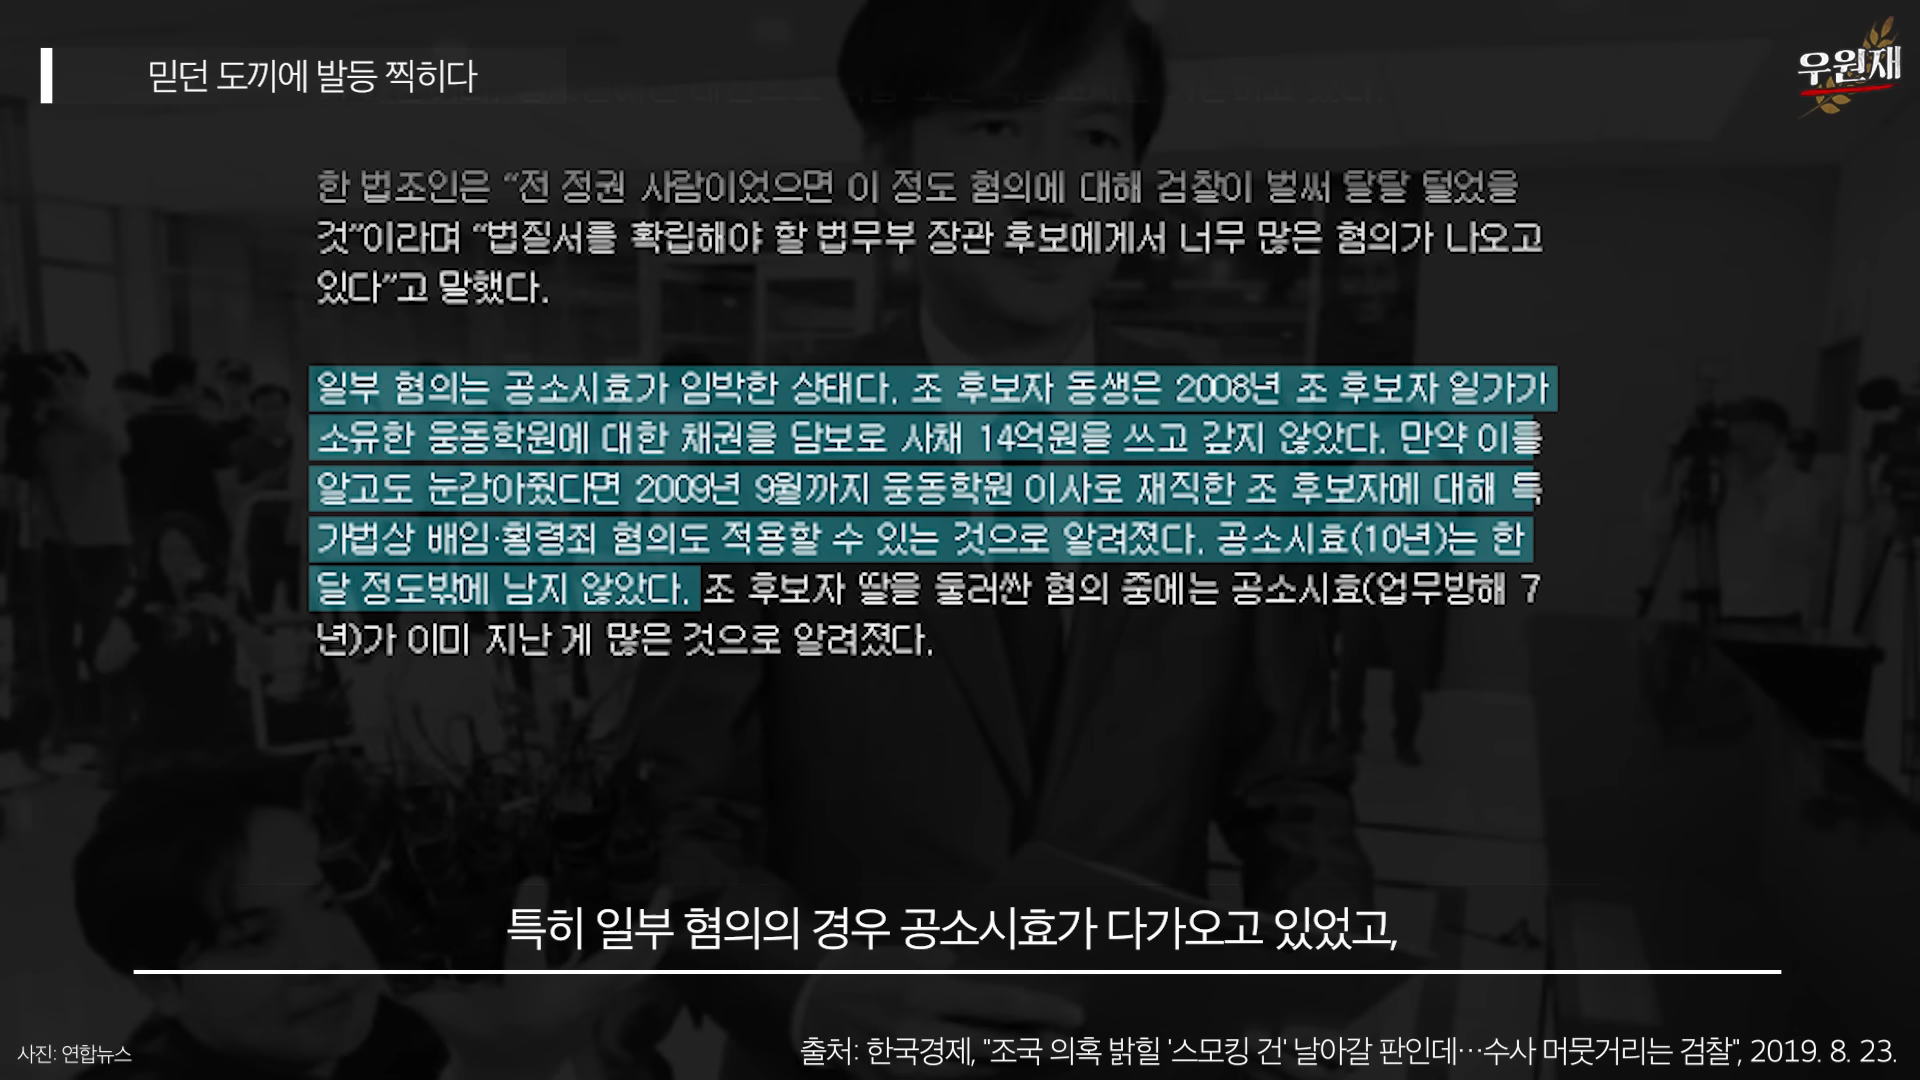 믿던 도끼에 발등 찍히다
우원재
한 법조인은 “전 정권 사람이었으면 이 정도 혐의에 대해 검찰이 벌써 탈탈 털었을
것”이라며 “법질서를 확립해야 할 법무부 장관 후보에게서 너무 많은 혐의가 나오고
있다”고 말했다.
일부 혐의는 공소시효가 임박한 상태다. 조 후보자 동생은 2008년 조 후보자 일가가
소유한 웅동학원에 대한 채권을 담보로 사채 14억원을 쓰고 갚지 않았다. 만약 이를
알고도 눈감아줬다면 2009년 9월까지 웅동학원 이사로 재직한 조 후보자에 대해 특
가법상 배임·횡령죄 혐의도 적용할 수 있는 것으로 알려졌다. 공소시효(10년)는 한
달 정도밖에 남지 않았다. 조 후보자 딸을 둘러싼 혐의 중에는 공소시효(업무방해 7
년)가 이미 지난 게 많은 것으로 알려졌다.
특히 일부 혐의의 경우 공소시효가 다가오고 있었고,
사진: 연합뉴스
출처: 한국경제, "조국 의혹 밝힐 '스모킹 건' 날아갈 판인데…수사 머뭇거리는 검찰", 2019. 8. 23.